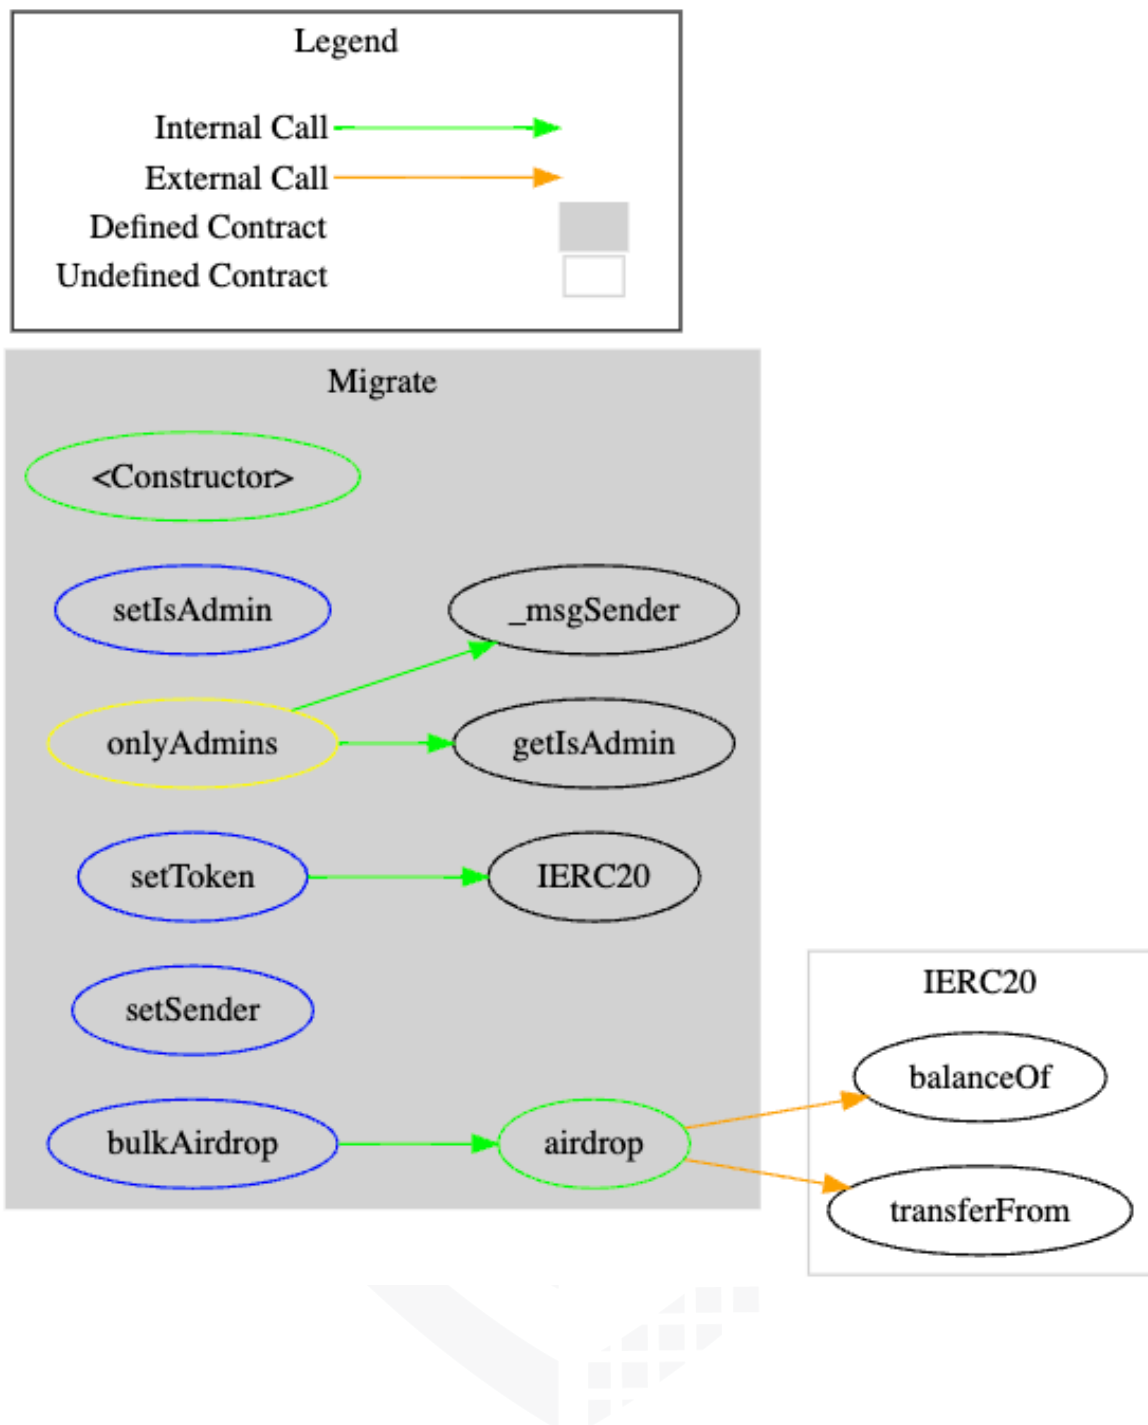 Legend
Internal Call
External Call
Defined Contract
Undefined Contract
Migrate
<Constructor>
setIsAdmin
_msgSender
onlyAdmins
getIsAdmin
setToken
IERC20
setSender
bulkAirdrop
airdrop
IERC20
balanceOf
transferFrom